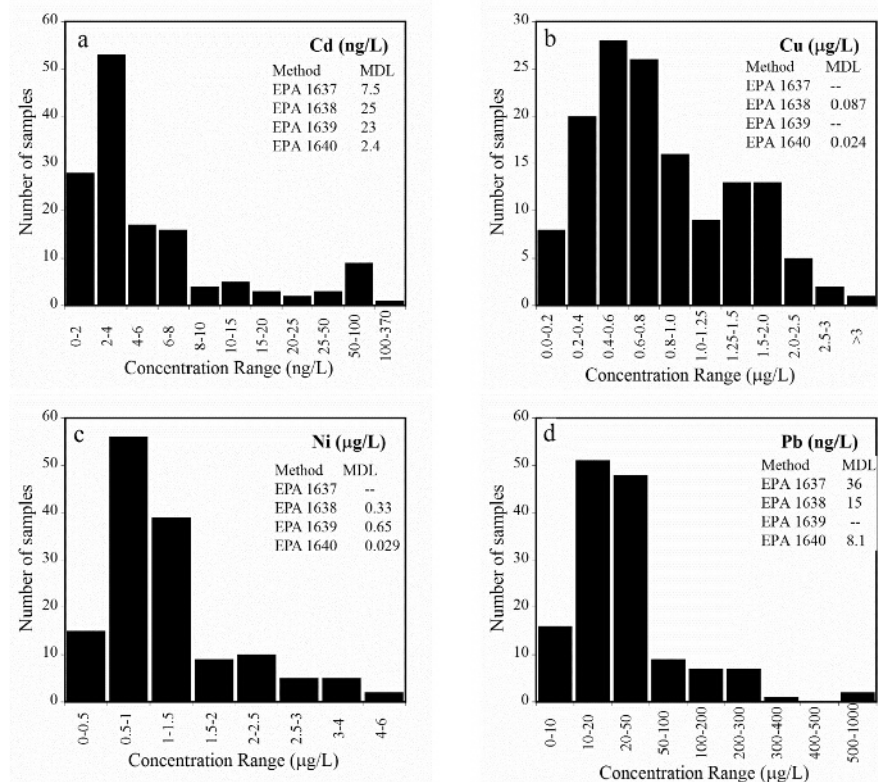 a
Cd (ng/L)
Method MDL
EPA 1637 7.5
EPA 1638 25
EPA 1639 23
EPA 1640 2.4
Number of samples
60
50
40
30
20
10
0
0-2
2-4
4-6
6-8
8-10
10-15
15-20
20-25
25-50
50-100
100-370
Concentration Range (ng/L)
b
Cu (µg/L)
Method MDL
EPA 1637 --
EPA 1638 0.087
EPA 1639 --
EPA 1640 0.024
Number of samples
30
25
20
15
10
5
0
0.0-0.2
0.2-0.4
0.4-0.6
0.6-0.8
0.8-1.0
1.0-1.25
1.25-1.5
1.5-2.0
2.0-2.5
2.5-3
>3
Concentration Range (µg/L)
c
Ni (µg/L)
Method MDL
EPA 1637 --
EPA 1638 0.33
EPA 1639 0.65
EPA 1640 0.029
Number of samples
60
50
40
30
20
10
0
0-0.5
0.5-1
1-1.5
1.5-2
2-2.5
2.5-3
3-4
4-6
Concentration Range (µg/L)
d
Pb (ng/L)
Method MDL
EPA 1637 36
EPA 1638 15
EPA 1639 --
EPA 1640 8.1
Number of samples
60
50
40
30
20
10
0
0-10
10-20
20-50
50-100
100-200
200-300
300-400
400-500
500-1000
Concentration Range (µg/L)